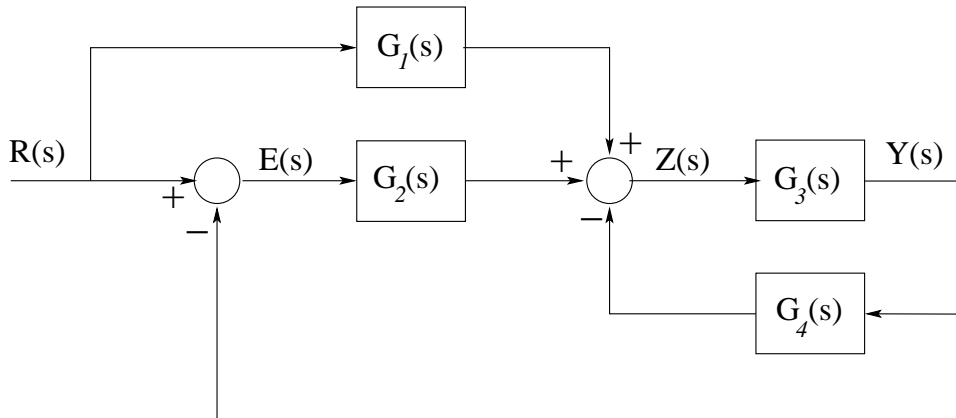 G1(s)
+
R(s)
E(s)
+
Z(s)
Y(s)
+
G2(s)
G3(s)
−
−
G4(s)